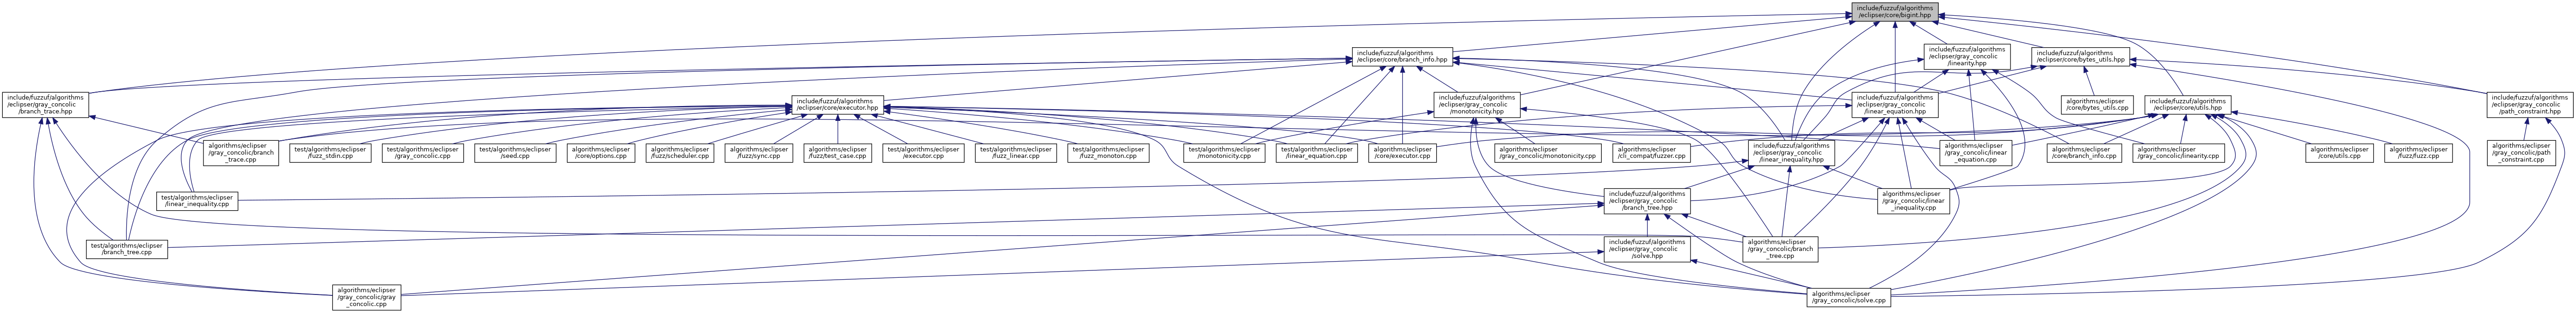 include/fuzzuf/algorithms
/eclipser/core/bigint.hpp
include/fuzzuf/algorithms
/eclipser/core/branch_info.hpp
include/fuzzuf/algorithms
/eclipser/gray_concolic
/linearity.hpp
include/fuzzuf/algorithms
/eclipser/core/bytes_utils.hpp
include/fuzzuf/algorithms
/eclipser/gray_concolic
/branch_trace.hpp
include/fuzzuf/algorithms
/eclipser/core/executor.hpp
include/fuzzuf/algorithms
/eclipser/gray_concolic
/monotonicity.hpp
include/fuzzuf/algorithms
/eclipser/gray_concolic
/linear_equation.hpp
algorithms/eclipser
/core/bytes_utils.cpp
include/fuzzuf/algorithms
/eclipser/core/utils.hpp
include/fuzzuf/algorithms
/eclipser/gray_concolic
/path_constraint.hpp
algorithms/eclipser
/gray_concolic/branch
_trace.cpp
test/algorithms/eclipser
/fuzz_stdin.cpp
test/algorithms/eclipser
/gray_concolic.cpp
test/algorithms/eclipser
/seed.cpp
algorithms/eclipser
/core/options.cpp
algorithms/eclipser
/fuzz/scheduler.cpp
algorithms/eclipser
/fuzz/sync.cpp
algorithms/eclipser
/fuzz/test_case.cpp
test/algorithms/eclipser
/executor.cpp
test/algorithms/eclipser
/fuzz_linear.cpp
test/algorithms/eclipser
/fuzz_monoton.cpp
test/algorithms/eclipser
/monotonicity.cpp
test/algorithms/eclipser
/linear_equation.cpp
algorithms/eclipser
/core/executor.cpp
algorithms/eclipser
/gray_concolic/monotonicity.cpp
algorithms/eclipser
/cli_compat/fuzzer.cpp
include/fuzzuf/algorithms
/eclipser/gray_concolic
/linear_inequality.hpp
algorithms/eclipser
/gray_concolic/linear
_equation.cpp
algorithms/eclipser
/core/branch_info.cpp
algorithms/eclipser
/gray_concolic/linearity.cpp
algorithms/eclipser
/core/utils.cpp
algorithms/eclipser
/fuzz/fuzz.cpp
algorithms/eclipser
/gray_concolic/path
_constraint.cpp
test/algorithms/eclipser
/linear_inequality.cpp
include/fuzzuf/algorithms
/eclipser/gray_concolic
/branch_tree.hpp
algorithms/eclipser
/gray_concolic/linear
_inequality.cpp
test/algorithms/eclipser
/branch_tree.cpp
include/fuzzuf/algorithms
/eclipser/gray_concolic
/solve.hpp
algorithms/eclipser
/gray_concolic/branch
_tree.cpp
algorithms/eclipser
/gray_concolic/gray
_concolic.cpp
algorithms/eclipser
/gray_concolic/solve.cpp